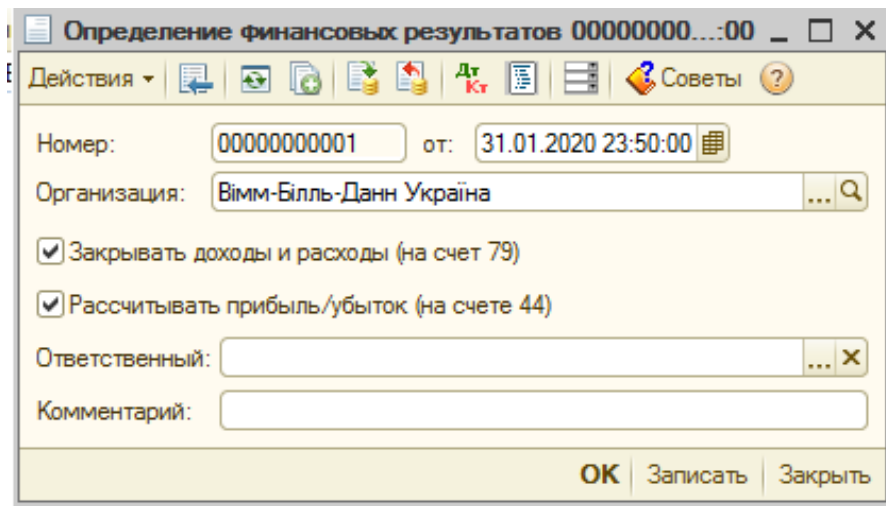 Определение финансовых результатов 00000000...:00
Действия Дт Кт Советы ?
Номер: 00000000001 от: 31.01.2020 23:50:00
Организация: Вімм-Білль-Данн Україна ...
Закрывать доходы и расходы (на счет 79)
Рассчитывать прибыль/убыток (на счете 44)
Ответственный: ...
Комментарий:
OK Записать Закрыть